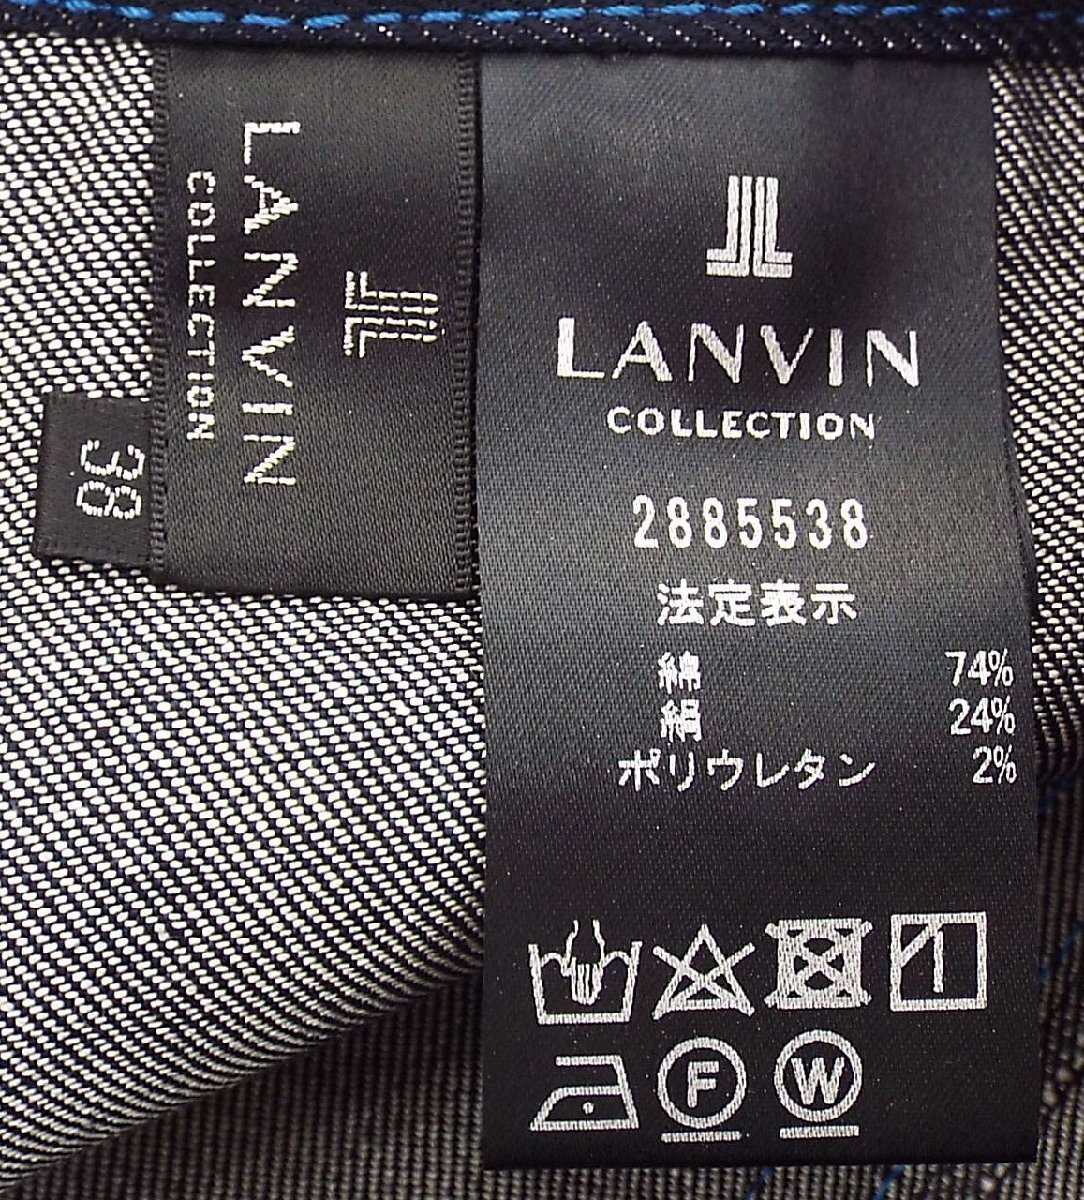 LANVIN
COLLECTION
38
LANVIN
COLLECTION
2885538
法定表示
綿 74%
絹 24%
ポリウレタン 2%
F W